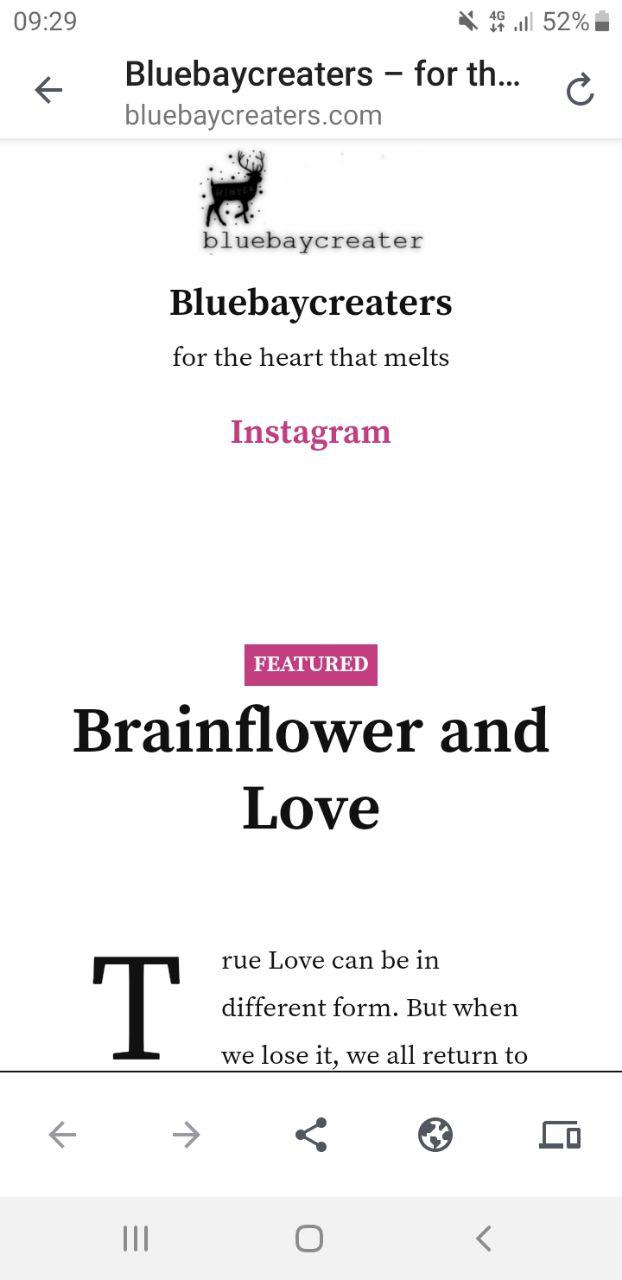 09:29
4G
52%
Bluebaycreaters – for th...
bluebaycreaters.com
WINTER
bluebaycreater
Bluebaycreaters
for the heart that melts
Instagram
FEATURED
Brainflower and
Love
True Love can be in
different form. But when
we lose it, we all return to